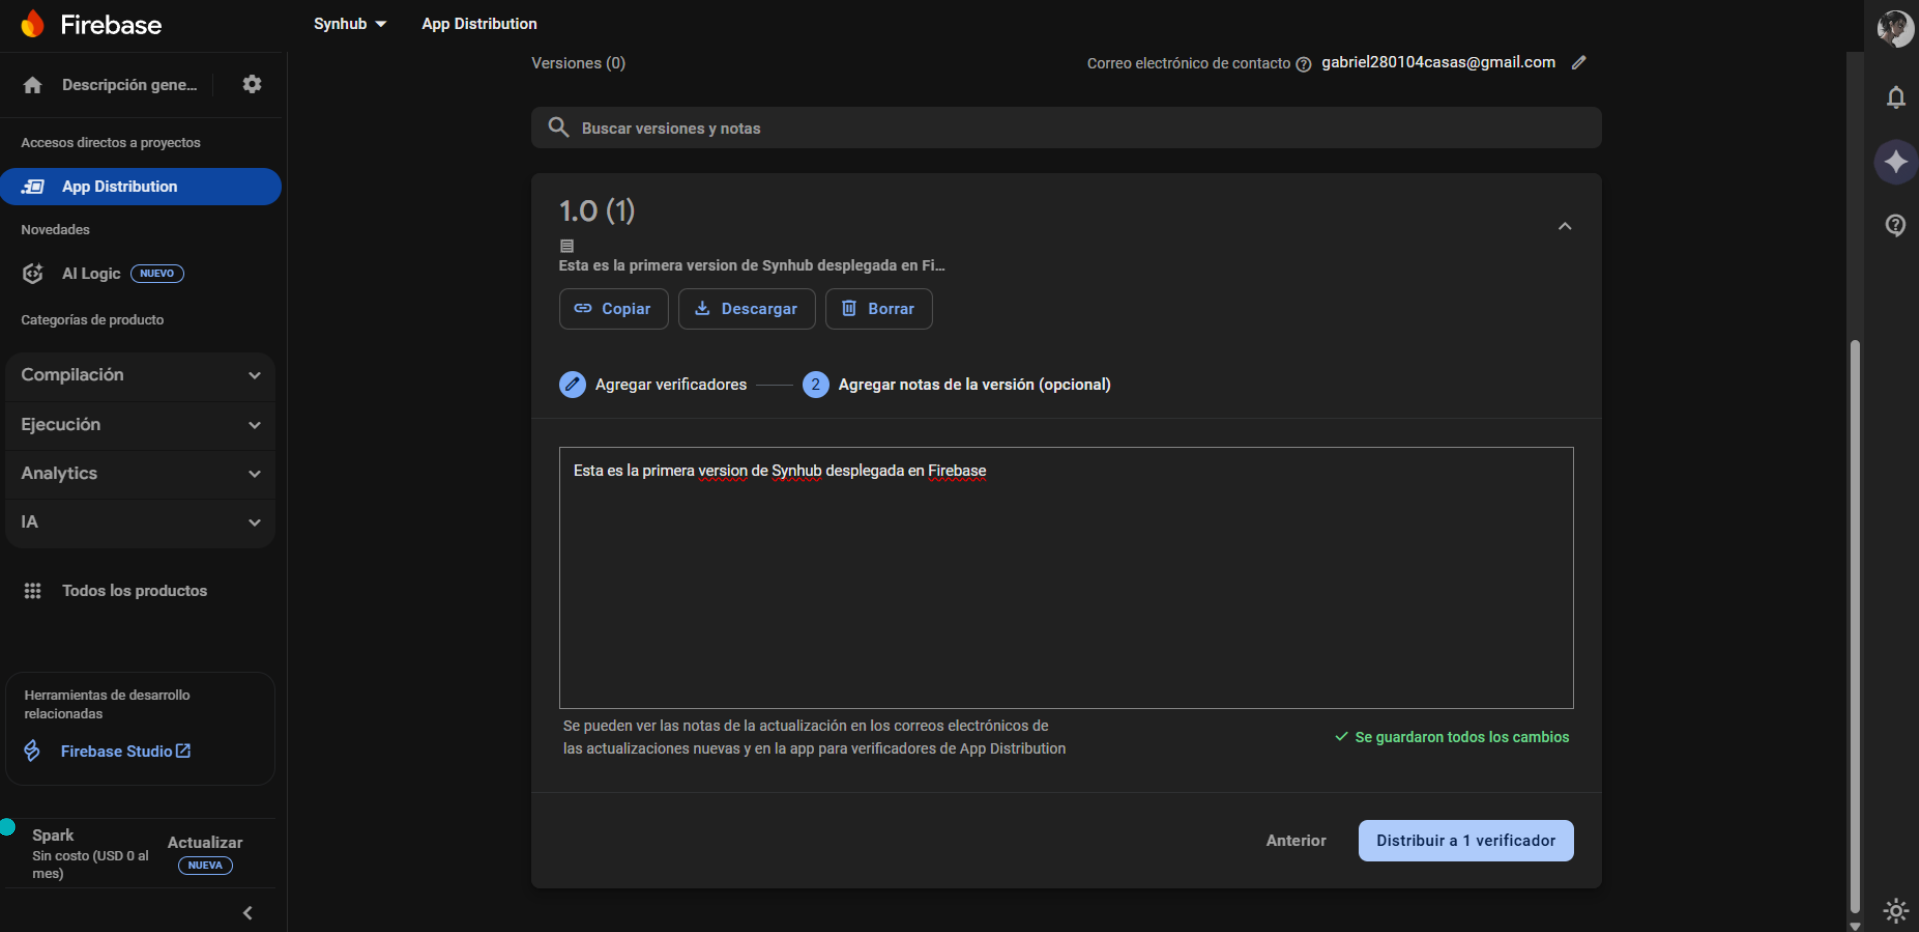 Firebase
Synhub
App Distribution
Descripción gene...
Accesos directos a proyectos
App Distribution
Novedades
AI Logic NUEVO
Categorías de producto
Compilación
Ejecución
Analytics
IA
Todos los productos
Herramientas de desarrollo
relacionadas
Firebase Studio
Spark
Sin costo (USD 0 al
mes)
Actualizar
NUEVA
Versiones (0)
Correo electrónico de contacto gabriel280104casas@gmail.com
Buscar versiones y notas
1.0 (1)
Esta es la primera version de Synhub desplegada en Fi...
Copiar
Descargar
Borrar
Agregar verificadores
2 Agregar notas de la versión (opcional)
Esta es la primera version de Synhub desplegada en Firebase
Se pueden ver las notas de la actualización en los correos electrónicos de
las actualizaciones nuevas y en la app para verificadores de App Distribution
Se guardaron todos los cambios
Anterior
Distribuir a 1 verificador